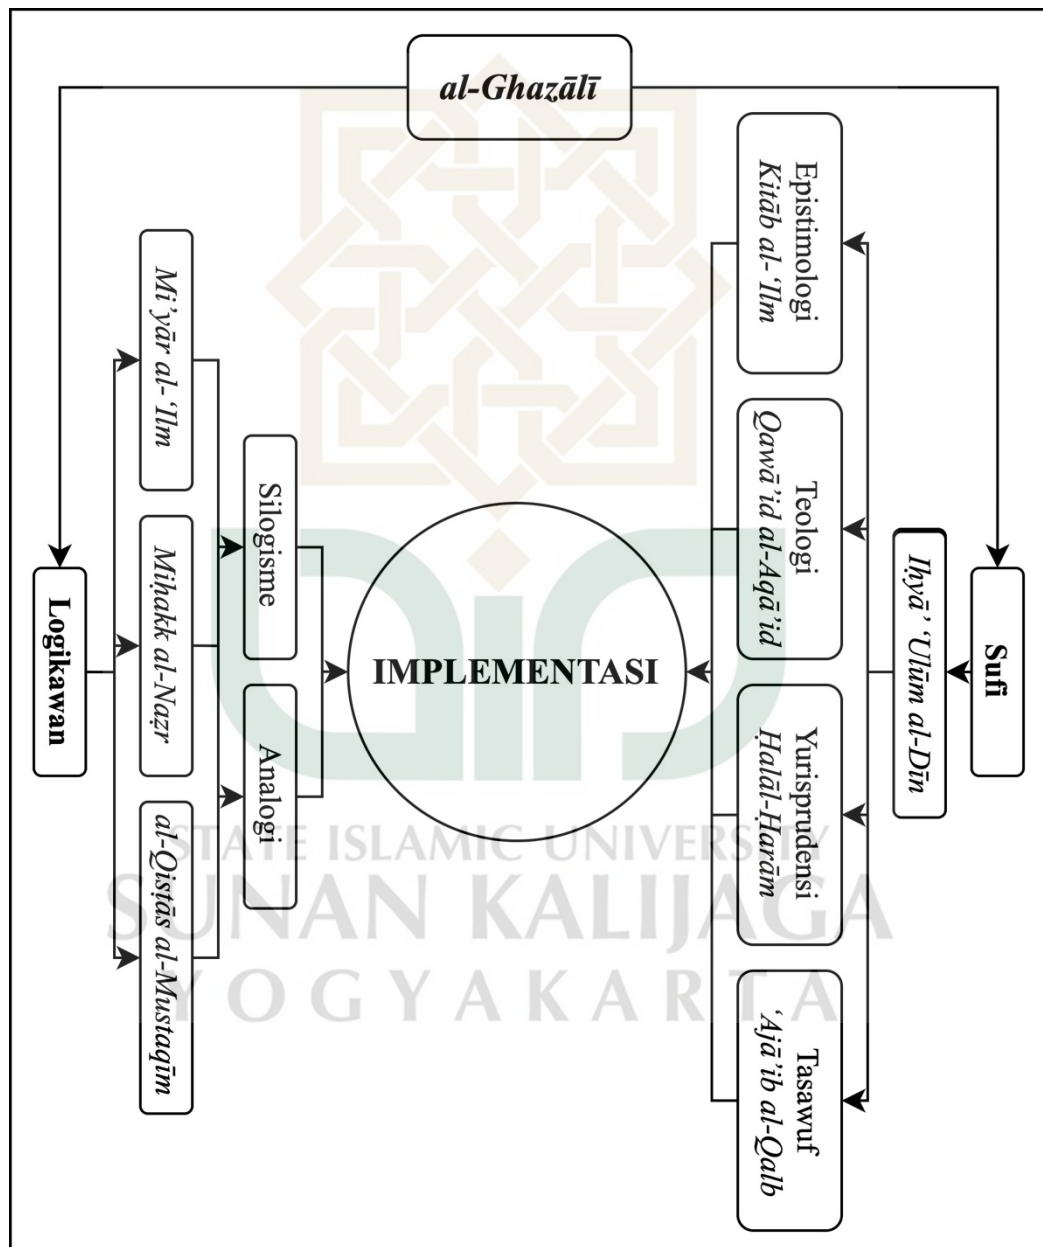 al-Ghazālī
Sufi
Iḥyā’ ‘Ulūm al-Dīn
Epistimologi
Kitāb al-‘Ilm
Teologi
Qawā’id al-Aqā’id
Yurisprudensi
Ḥalāl-Ḥarām
Tasawuf
‘Ajā’ib al-Qalb
IMPLEMENTASI
Silogisme
Analogi
Mi’yār al-‘Ilm
Miḥakk al-Naẓr
al-Qisṭās al-Mustaqīm
Logikawan
STATE ISLAMIC UNIVERSITY
SUNAN KALIJAGA
YOGYAKARTA